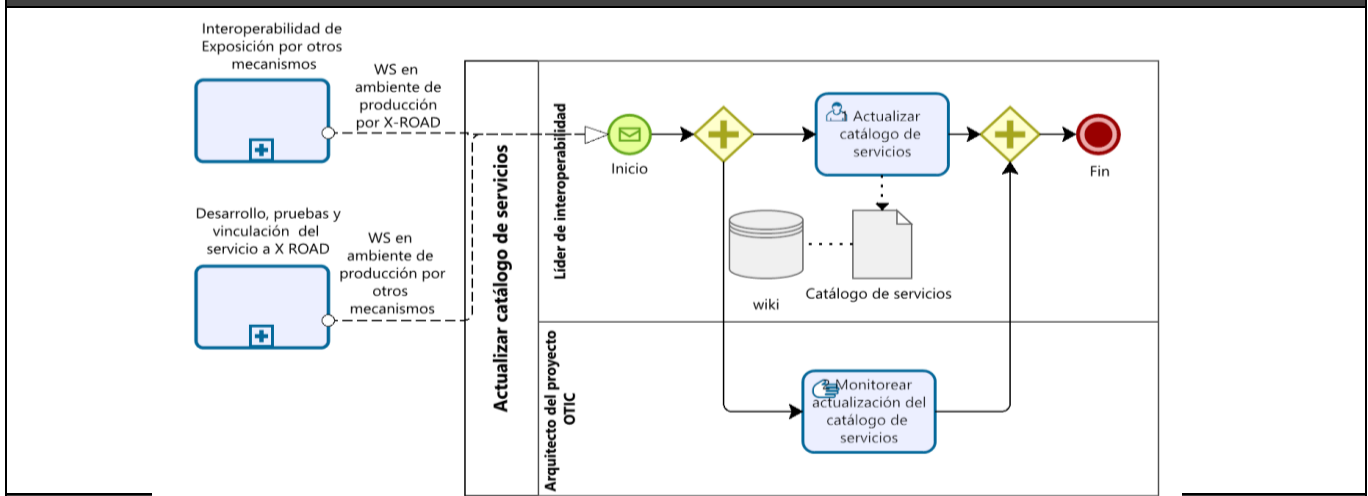 Interoperabilidad de
Exposición por otros
mecanismos
WS en
ambiente de
producción
por X-ROAD
Desarrollo, pruebas y
vinculación del
servicio a X ROAD
WS en
ambiente de
producción por
otros
mecanismos
Actualizar catálogo de servicios
Líder de interoperabilidad
Inicio
Actualizar
catálogo de
servicios
Fin
wiki
Catálogo de servicios
Arquitecto del proyecto
OTIC
Monitorear
actualización del
catálogo de
servicios